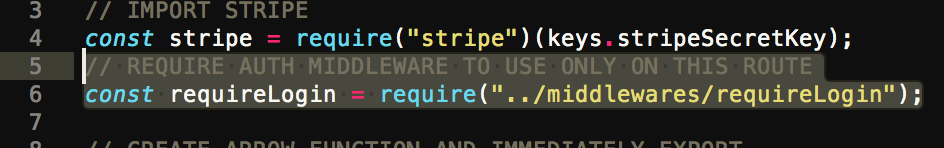 3 // IMPORT STRIPE
4 const stripe = require("stripe")(keys.stripeSecretKey);
5 // REQUIRE AUTH MIDDLEWARE TO USE ONLY ON THIS ROUTE
6 const requireLogin = require("../middlewares/requireLogin");
7
8 // CREATE ARROW FUNCTION AND IMMEDIATELY EXPORT